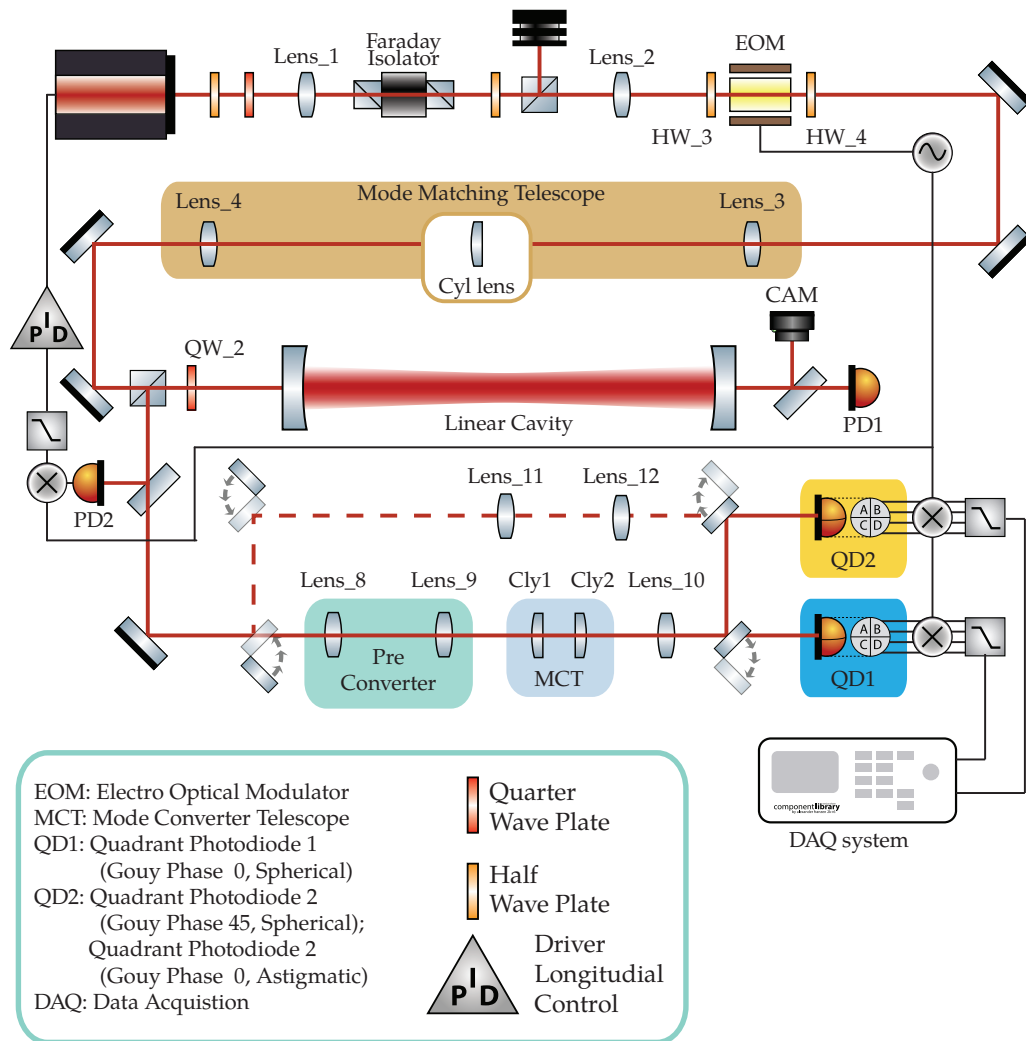 Lens_1
Faraday
Isolator
Lens_2
EOM
HW_3
HW_4
Mode Matching Telescope
Lens_4
Lens_3
Cyl lens
CAM
P I D
QW_2
Linear Cavity
PD1
PD2
Lens_11
Lens_12
A B
C D
QD2
Lens_8
Lens_9
Cly1
Cly2
Lens_10
A B
C D
Pre
Converter
MCT
QD1
EOM: Electro Optical Modulator
MCT: Mode Converter Telescope
QD1: Quadrant Photodiode 1
(Gouy Phase 0, Spherical)
QD2: Quadrant Photodiode 2
(Gouy Phase 45, Spherical);
Quadrant Photodiode 2
(Gouy Phase 0, Astigmatic)
DAQ: Data Acquistion
Quarter
Wave Plate
Half
Wave Plate
P I D
Driver
Longitudial
Control
componentlibrary
DAQ system